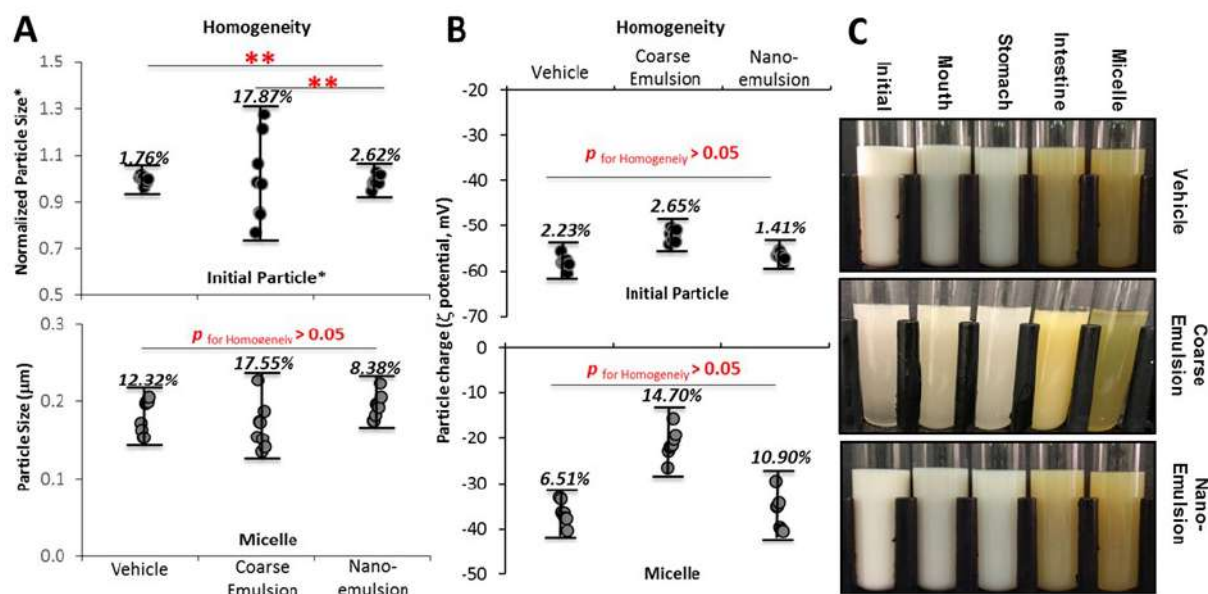 A
Homogeneity
Normalized Particle Size*
1.5
1.3
1.1
0.9
0.7
0.5
**
**
1.76%
17.87%
2.62%
Initial Particle*
Particle Size (µm)
0.3
0.2
0.1
0.0
p for Homogeneiv > 0.05
12.32%
17.55%
8.38%
Micelle
Vehicle
Coarse
Emulsion
Nano-
emulsion
B
Homogeneity
Vehicle
Coarse
Emulsion
Nano-
emulsion
Particle charge (ζ potential, mV)
-20
-30
-40
-50
-60
-70
p for Homogeneiy > 0.05
2.23%
2.65%
1.41%
Initial Particle
0
-10
-20
-30
-40
-50
p for Homogeneiy > 0.05
6.51%
14.70%
10.90%
Micelle
C
Initial
Mouth
Stomach
Intestine
Micelle
Vehicle
Coarse
Emulsion
Nano-
Emulsion